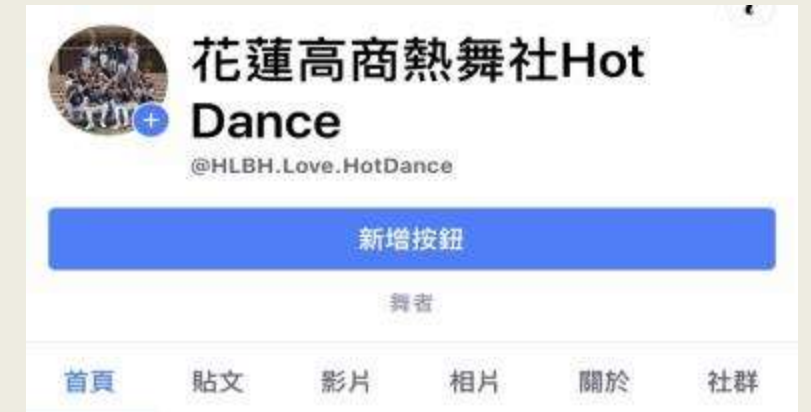 花蓮高商熱舞社Hot
Dance
@HLBH.Love.HotDance
新增按鈕
舞者
首頁 貼文 影片 相片 關於 社群